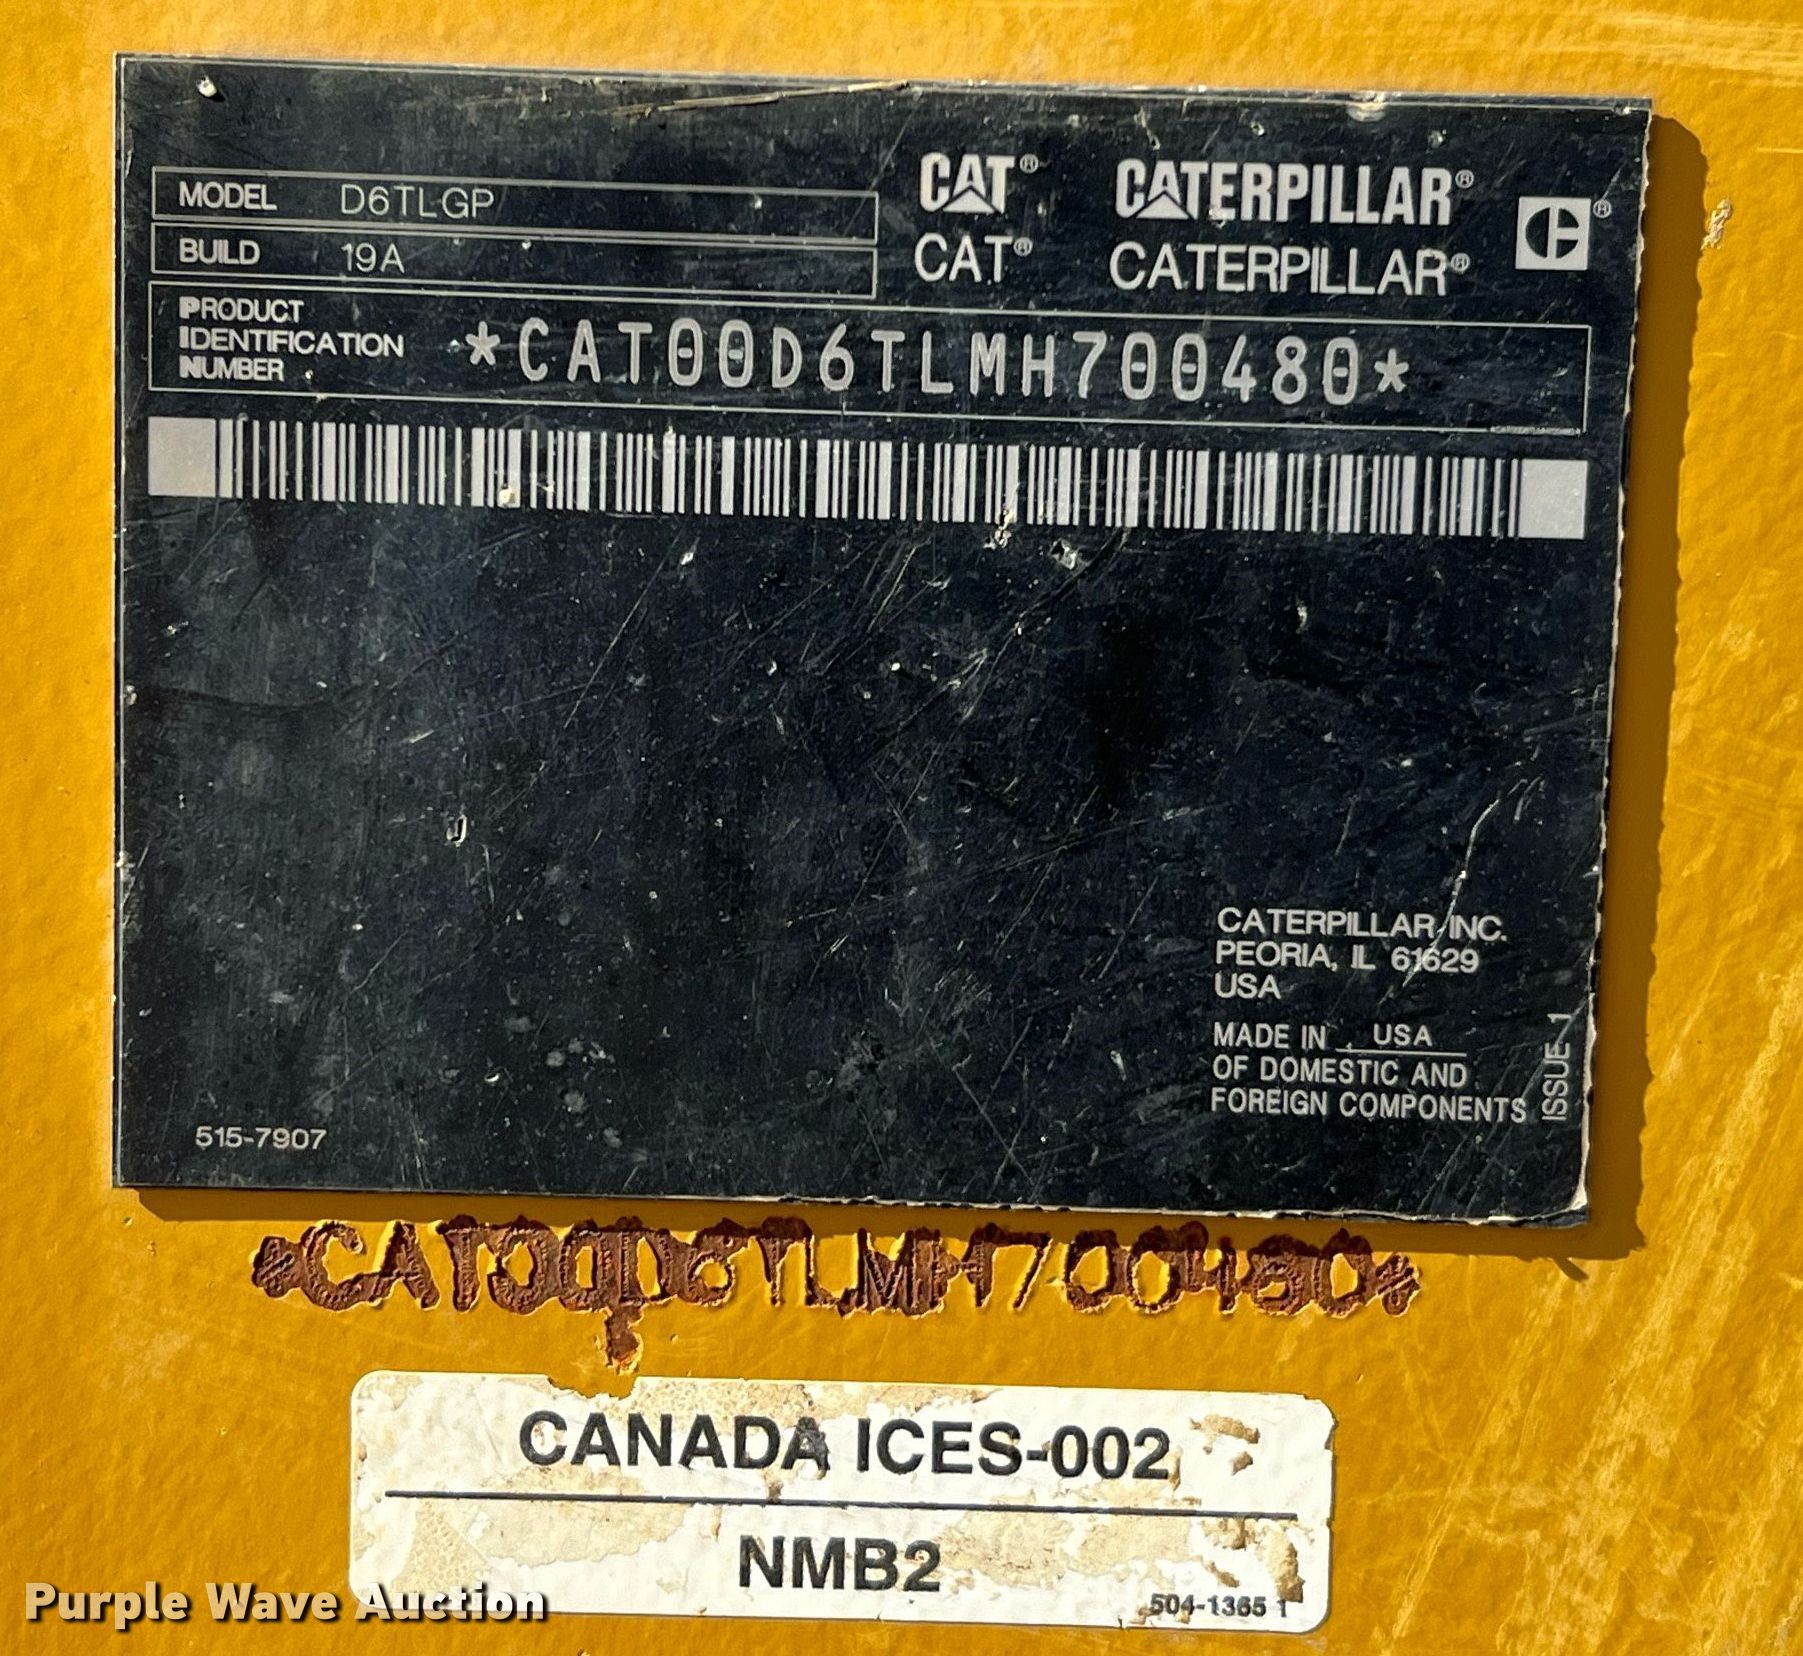 MODEL D6TLGP
BUILD 19A
CAT® CATERPILLAR®
CAT® CATERPILLAR®
PRODUCT
IDENTIFICATION
NUMBER
*CAT00D6TLMH700480*
CATERPILLAR INC.
PEORIA, IL 61629
USA
MADE IN USA
OF DOMESTIC AND
FOREIGN COMPONENTS
ISSUE 1
515-7907
*CAT00D6TLMH700480*
CANADA ICES-002
NMB2
504-1365 1
Purple Wave Auction